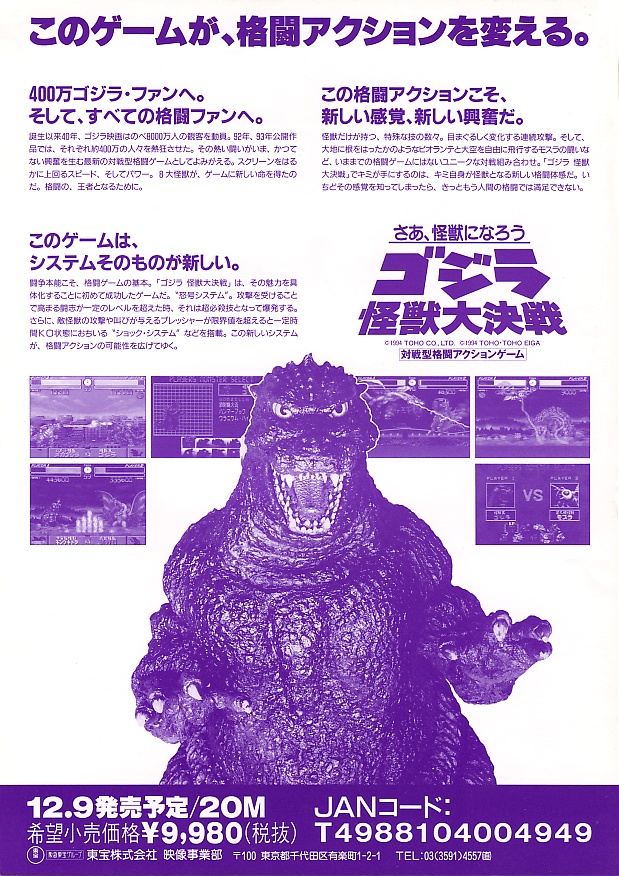 このゲームが、格闘アクションを変える。
400万ゴジラ・ファンへ。
そして、すべての格闘ファンへ。
誕生以来40年、ゴジラ映画はのべ8000万人の観客を動員。92年、93年公開作
品では、それぞれ約400万の人々を熱狂させた。その熱い闘いがいま、かつて
ない興奮を生む最新の対戦型格闘ゲームとしてよみがえる。スクリーンをはる
かに上回るスピード、そしてパワー。8大怪獣が、ゲームに新しい命を得たの
だ。格闘の、王者となるために。
この格闘アクションこそ、
新しい感覚、新しい興奮だ。
怪獣だけが持つ、特殊な技の数々。目まぐるしく変化する連続攻撃。そして、
大地に根をはったかのようなビオランテと大空を自由に飛行するモスラの闘いな
ど、いままでの格闘ゲームにはないユニークな対戦組み合わせ。「ゴジラ 怪獣
大決戦」でキミが手にするのは、キミ自身が怪獣となる新しい格闘体感だ。い
ちどその感覚を知ってしまったら、きっともう人間の格闘では満足できない。
このゲームは、
システムそのものが新しい。
闘争本能こそ、格闘ゲームの基本。「ゴジラ 怪獣大決戦」は、その魅力を具
体化することに初めて成功したゲームだ。“怒号システム”。攻撃を受けること
で高まる闘志が一定のレベルを超えた時、それは超必殺技となって爆発する。
さらに、敵怪獣の攻撃や叫びが与えるプレッシャーが限界値を超えると一定時
間KO状態におちいる“ショック・システム”などを搭載。この新しいシステム
が、格闘アクションの可能性を広げてゆく。
さあ、怪獣になろう
ゴジラ
怪獣大決戦
©1994 TOHO CO., LTD. ©1994 TOHO・TOHO EIGA
対戦型格闘アクションゲーム
PLAYERS MONSTER SELECT
445600
335600
PLAYER 1
PLAYER 2
VS
ゴジラ
モスラ
12.9発売予定/20M
希望小売価格¥9,980(税抜)
JANコード:
T4988104004949
東宝株式会社 映像事業部 〒100 東京都千代田区有楽町1-2-1 TEL:03(3591)4557